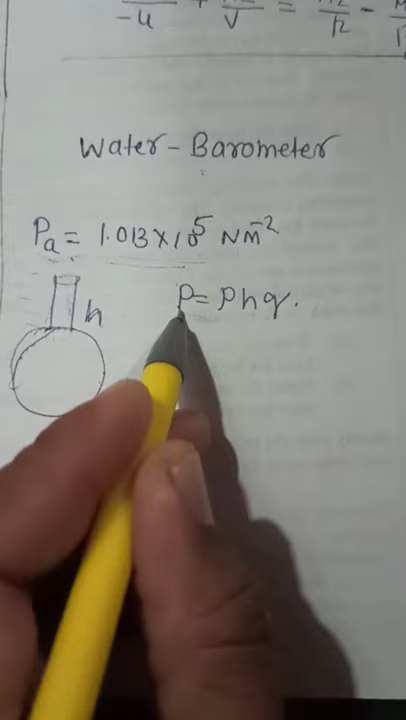 -u + v = R -
Water-Barometer
Pa = 1.013×10⁵ Nm⁻²
h
P= ρhg.